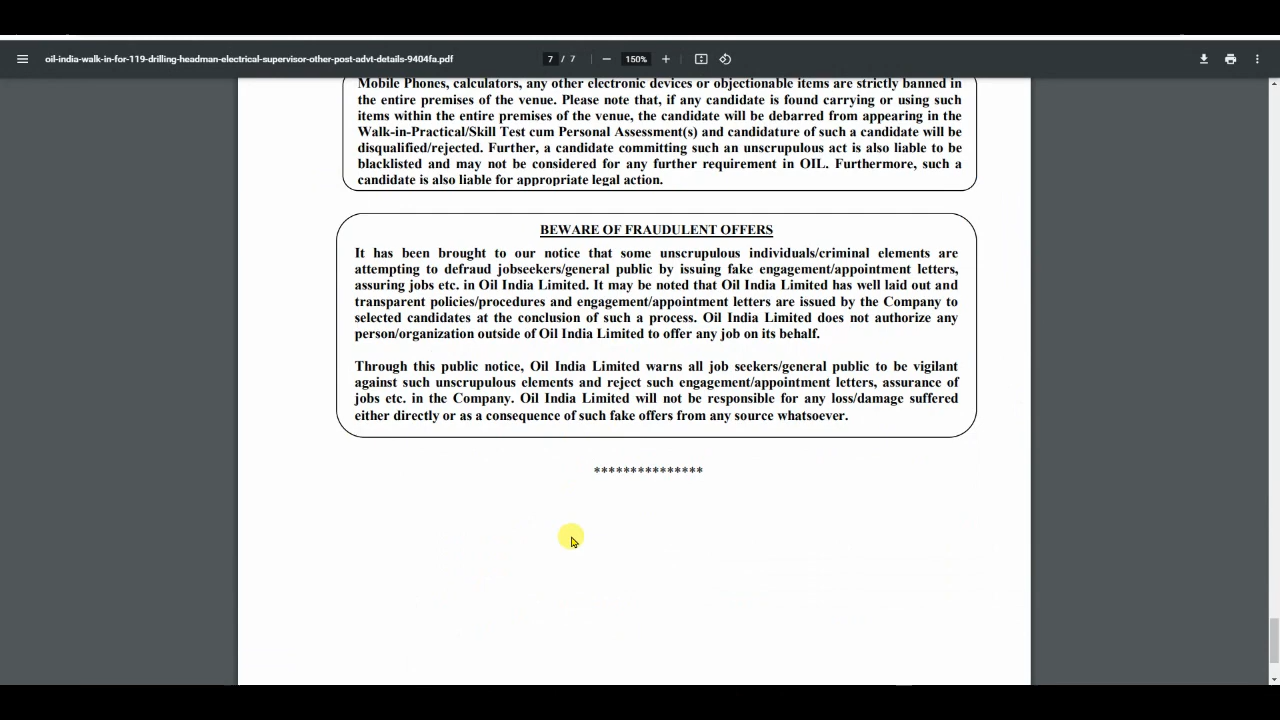 oil-india-walk-in-for-119-drilling-headman-electrical-supervisor-other-post-advt-details-9404fa.pdf
7 / 7
150%
Mobile Phones, calculators, any other electronic devices or objectionable items are strictly banned in
the entire premises of the venue. Please note that, if any candidate is found carrying or using such
items within the entire premises of the venue, the candidate will be debarred from appearing in the
Walk-in-Practical/Skill Test cum Personal Assessment(s) and candidature of such a candidate will be
disqualified/rejected. Further, a candidate committing such an unscrupulous act is also liable to be
blacklisted and may not be considered for any further requirement in OIL. Furthermore, such a
candidate is also liable for appropriate legal action.
BEWARE OF FRAUDULENT OFFERS
It has been brought to our notice that some unscrupulous individuals/criminal elements are
attempting to defraud jobseekers/general public by issuing fake engagement/appointment letters,
assuring jobs etc. in Oil India Limited. It may be noted that Oil India Limited has well laid out and
transparent policies/procedures and engagement/appointment letters are issued by the Company to
selected candidates at the conclusion of such a process. Oil India Limited does not authorize any
person/organization outside of Oil India Limited to offer any job on its behalf.
Through this public notice, Oil India Limited warns all job seekers/general public to be vigilant
against such unscrupulous elements and reject such engagement/appointment letters, assurance of
jobs etc. in the Company. Oil India Limited will not be responsible for any loss/damage suffered
either directly or as a consequence of such fake offers from any source whatsoever.
***************